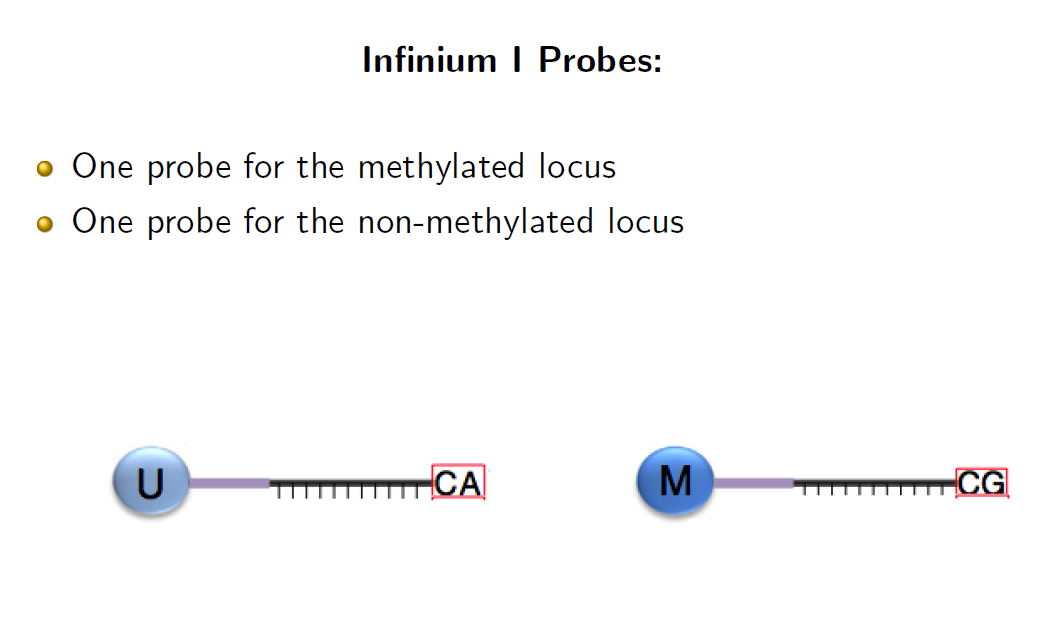 Infinium I Probes:
One probe for the methylated locus
One probe for the non-methylated locus
U CA M CG